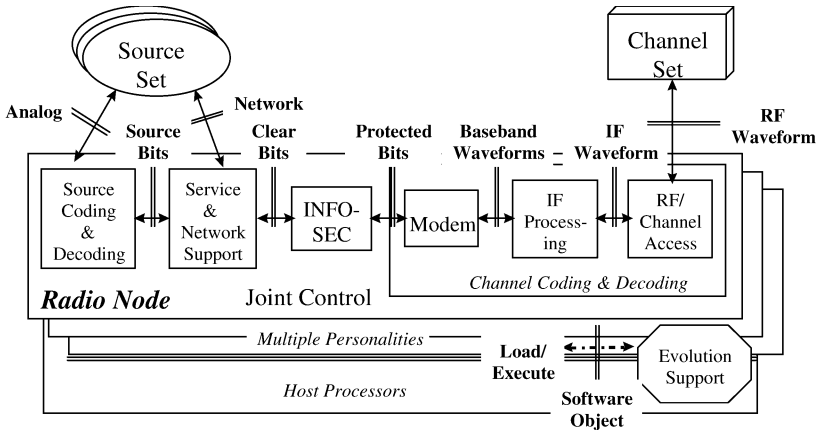 Source
Set
Channel
Set
Analog
Network
RF
Waveform
Source
Bits
Clear
Bits
Protected
Bits
Baseband
Waveforms
IF
Waveform
Source
Coding
&
Decoding
Service
&
Network
Support
INFO-
SEC
Modem
IF
Process-
ing
RF/
Channel
Access
Channel Coding & Decoding
Radio Node
Joint Control
Multiple Personalities
Load/
Execute
Evolution
Support
Host Processors
Software
Object